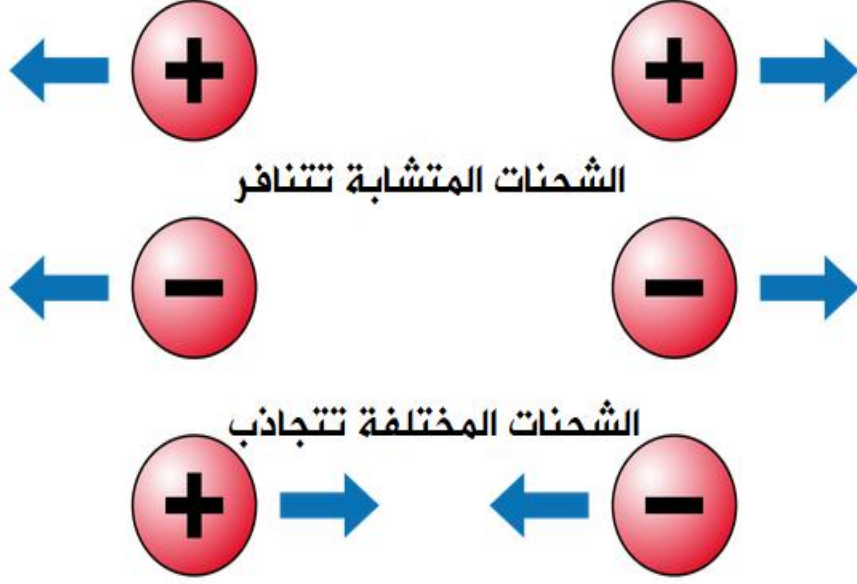 + +
الشحنات المتشابة تتنافر
- -
الشحنات المختلفة تتجاذب
+ -